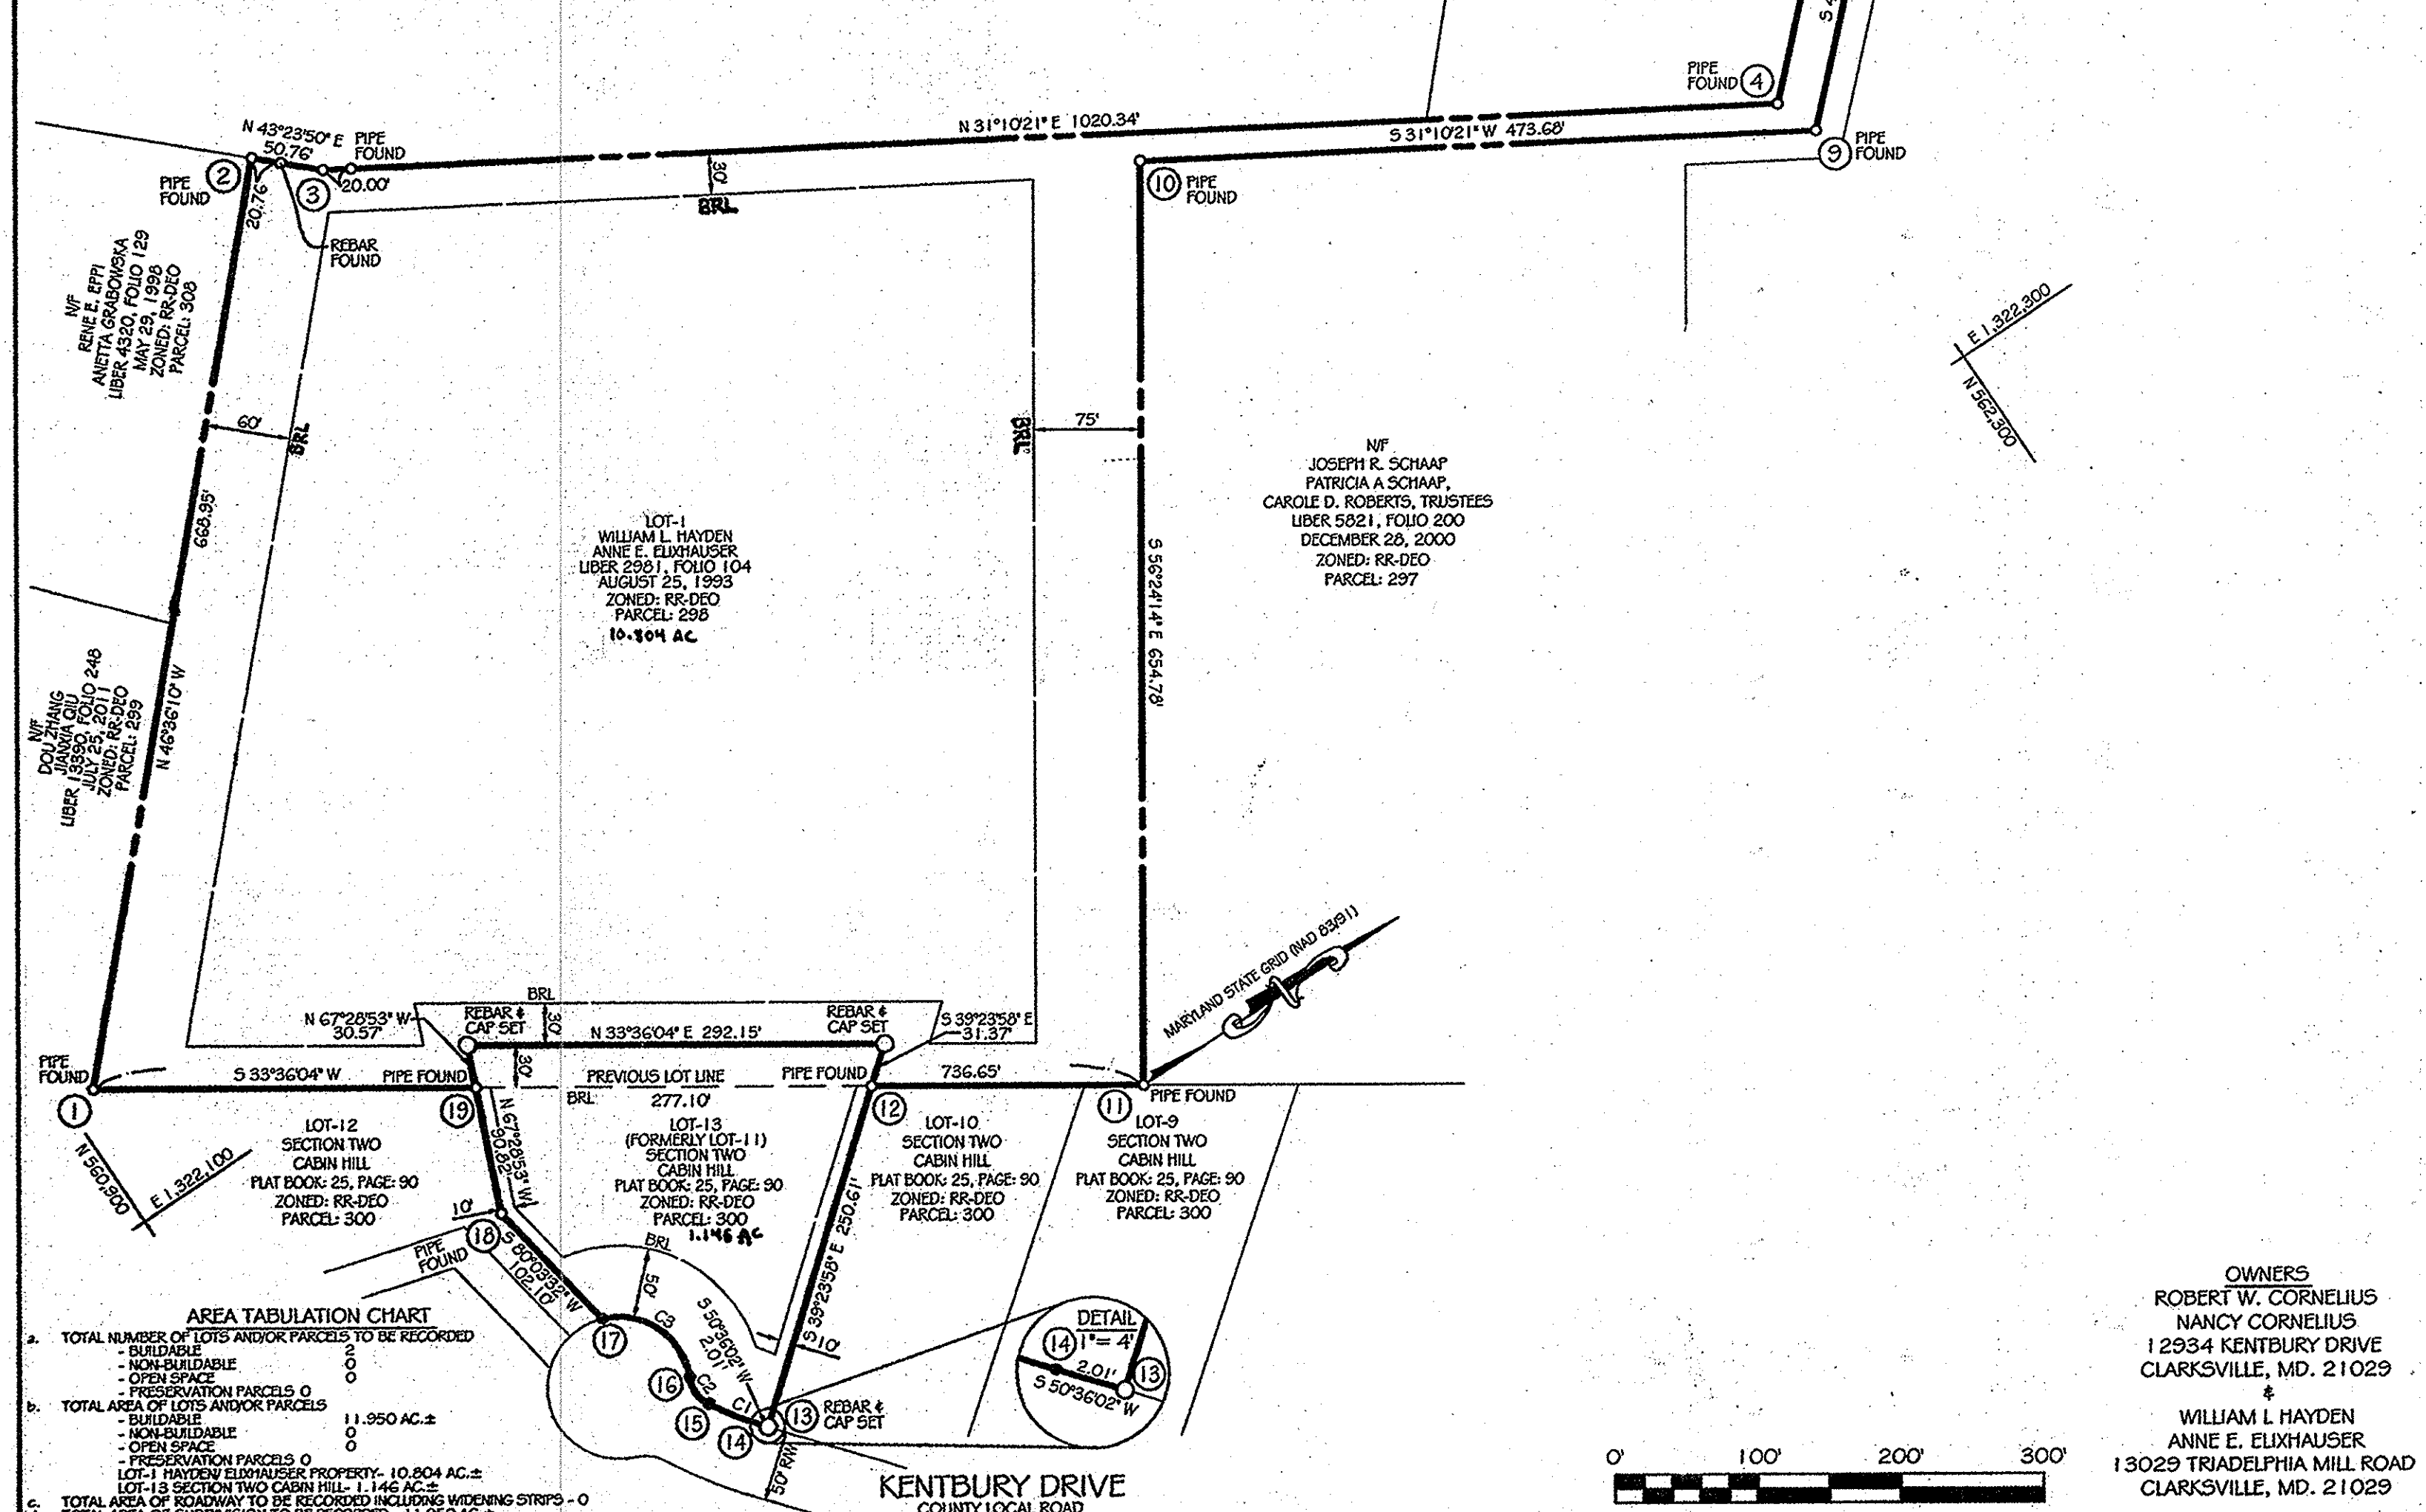 S 4
PIPE
FOUND
4
N 43°23'50" E
50.76'
PIPE
FOUND
N 31°10'21" E 1020.34'
S 31°10'21" W 473.68'
9
PIPE
FOUND
PIPE
FOUND
2
20.76'
3
20.00'
REBAR
FOUND
30'
BRL
10
PIPE
FOUND
N/F
RENE E. EPPI
ANETTA GRABOWSKA
LIBER 4320, FOLIO 129
MAY 29, 1998
ZONED: RR-DEO
PARCEL: 308
E 1,322,300
N 562,300
60'
BRL
BRL
75'
668.95'
N 46°36'10" W
LOT-1
WILLIAM L. HAYDEN
ANNE E. ELIXHAUSER
LIBER 2981, FOLIO 104
AUGUST 25, 1993
ZONED: RR-DEO
PARCEL: 298
10.804 AC
S 56°24'14" E 654.78'
N/F
JOSEPH R. SCHAAP
PATRICIA A SCHAAP,
CAROLE D. ROBERTS, TRUSTEES
LIBER 5821, FOLIO 200
DECEMBER 28, 2000
ZONED: RR-DEO
PARCEL: 297
N/F
DOU ZHANG
JIANXIA QIU
LIBER 13390, FOLIO 248
JULY 25, 2011
ZONED: RR-DEO
PARCEL: 299
MARYLAND STATE GRID (NAD 83/91)
N 67°28'53" W
30.57'
REBAR &
CAP SET
BRL
30'
N 33°36'04" E 292.15'
REBAR &
CAP SET
S 39°23'58" E
31.37'
PIPE
FOUND
1
S 33°36'04" W
PIPE FOUND
19
30'
PREVIOUS LOT LINE
BRL
277.10'
PIPE FOUND
12
736.65'
11
PIPE FOUND
N 560,900
E 1,322,100
LOT-12
SECTION TWO
CABIN HILL
PLAT BOOK: 25, PAGE: 90
ZONED: RR-DEO
PARCEL: 300
N 67°28'53" W
90.82'
LOT-13
(FORMERLY LOT-11)
SECTION TWO
CABIN HILL
PLAT BOOK: 25, PAGE: 90
ZONED: RR-DEO
PARCEL: 300
1.146 AC
LOT-10
SECTION TWO
CABIN HILL
PLAT BOOK: 25, PAGE: 90
ZONED: RR-DEO
PARCEL: 300
LOT-9
SECTION TWO
CABIN HILL
PLAT BOOK: 25, PAGE: 90
ZONED: RR-DEO
PARCEL: 300
10'
18
PIPE
FOUND
S 80°03'32" W
102.10'
BRL
50'
S 39°23'58" E 250.61'
10'
17
C3
S 50°36'02" W
2.01'
16
C2
15
C1
14
13
REBAR &
CAP SET
50' R/W
DETAIL
1"= 4'
14
2.01'
13
S 50°36'02" W
KENTBURY DRIVE
COUNTY LOCAL ROAD
AREA TABULATION CHART
a. TOTAL NUMBER OF LOTS AND/OR PARCELS TO BE RECORDED
- BUILDABLE 2
- NON-BUILDABLE 0
- OPEN SPACE 0
- PRESERVATION PARCELS 0
b. TOTAL AREA OF LOTS AND/OR PARCELS
- BUILDABLE 11.950 AC.±
- NON-BUILDABLE 0
- OPEN SPACE 0
- PRESERVATION PARCELS 0
LOT-1 HAYDEN/ ELIXHAUSER PROPERTY- 10.804 AC.±
LOT-13 SECTION TWO CABIN HILL- 1.146 AC.±
c. TOTAL AREA OF ROADWAY TO BE RECORDED INCLUDING WIDENING STRIPS - 0
0' 100' 200' 300'
OWNERS
ROBERT W. CORNELIUS
NANCY CORNELIUS
12934 KENTBURY DRIVE
CLARKSVILLE, MD. 21029
&
WILLIAM L HAYDEN
ANNE E. ELIXHAUSER
13029 TRIADELPHIA MILL ROAD
CLARKSVILLE, MD. 21029